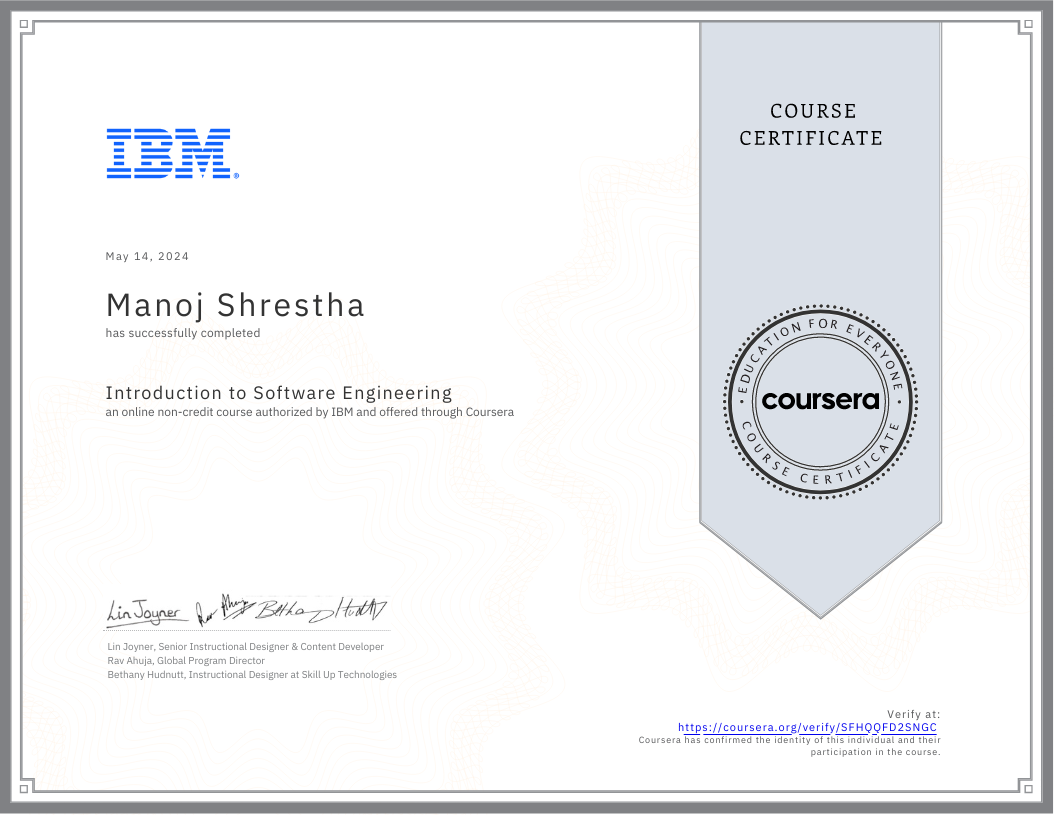 COURSE
CERTIFICATE
IBM®
May 14, 2024
Manoj Shrestha
has successfully completed
Introduction to Software Engineering
an online non-credit course authorized by IBM and offered through Coursera
EDUCATION FOR EVERYONE
coursera
COURSE CERTIFICATE
Lin Joyner
Lin Joyner, Senior Instructional Designer & Content Developer
Rav Ahuja, Global Program Director
Bethany Hudnutt, Instructional Designer at Skill Up Technologies
Verify at:
https://coursera.org/verify/SFHQQFD2SNGC
Coursera has confirmed the identity of this individual and their
participation in the course.